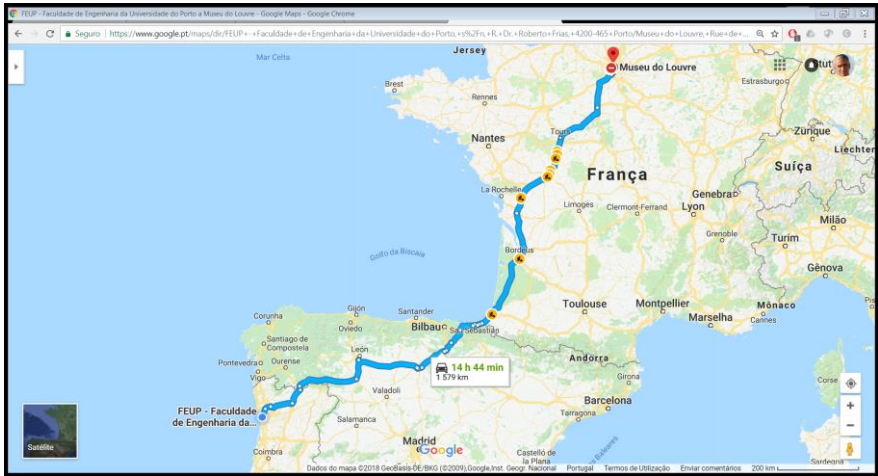 FEUP - Faculdade de Engenharia da Universidade do Porto a Museu do Louvre - Google Maps - Google Chrome
Seguro | https://www.google.pt/maps/dir/FEUP+-+Faculdade+de+Engenharia+da+Universidade+do+Porto,+s%2Fn,+R.+Dr.+Roberto+Frias,+4200-465+Porto/Museu+do+Louvre,+Rue+de+...
Mar Celta
Jersey
Museu do Louvre
Brest
Estrasburgo
Rennes
Nantes
Tours
Zurique
Liechter
França
Suíça
La Rochelle
Genebra
Limoges
Clermont-Ferrand
Lyon
Milão
Grenoble
Turim
Golfo da Biscaia
Bordéus
Gênova
Toulouse
Montpellier
Mônaco
Marselha
Cannes
Corunha
Gijón
Santander
Oviedo
Bilbau
San Sebastián
Santiago de
Compostela
León
Pontevedra
Ourense
Vigo
14 h 44 min
1 579 km
Andorra
Girona
Corse
Valladoli
Barcelona
FEUP - Faculdade
de Engenharia da...
Salamanca
Tarragona
Satélite
Madrid
Google
Coimbra
Castelló de
la Plana
Baleares
Sardegna
Dados do mapa ©2018 GeoBasis-DE/BKG (©2009),Google,Inst. Geogr. Nacional
Portugal
Termos de Utilização
Enviar comentários
200 km